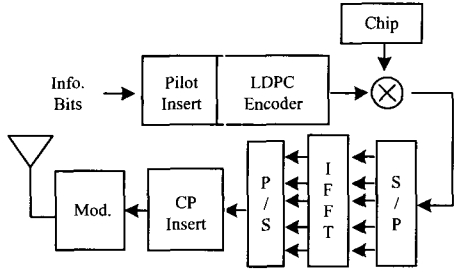 Chip
Info.
Bits
Pilot
Insert
LDPC
Encoder
Mod.
CP
Insert
P
/
S
I
F
F
T
S
/
P